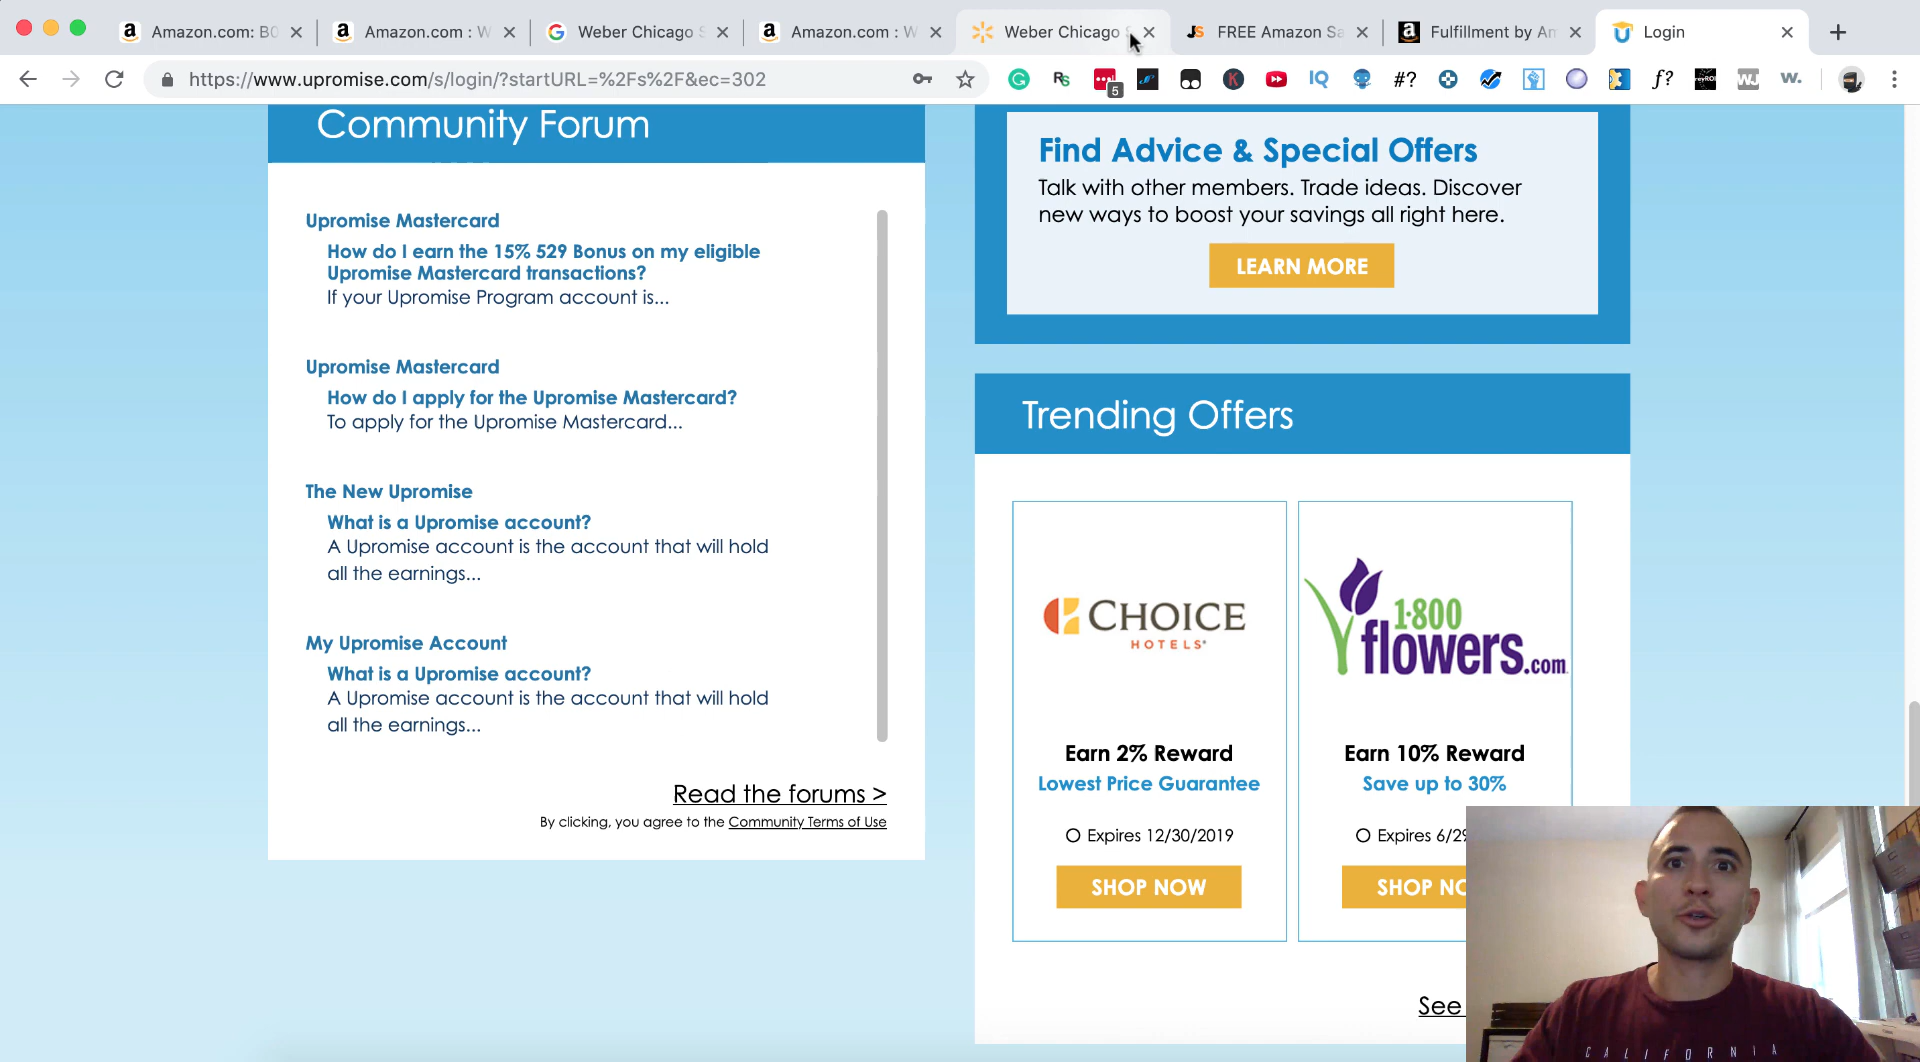 Amazon.com: BO
Amazon.com : W
Weber Chicago S
Amazon.com : W
Weber Chicago S
FREE Amazon Sa
Fulfillment by Am
Login
https://www.upromise.com/s/login/?startURL=%2Fs%2F&ec=302
5
IQ
#?
f?
WJ
w.
Community Forum
Upromise Mastercard
How do I earn the 15% 529 Bonus on my eligible
Upromise Mastercard transactions?
If your Upromise Program account is...
Upromise Mastercard
How do I apply for the Upromise Mastercard?
To apply for the Upromise Mastercard...
The New Upromise
What is a Upromise account?
A Upromise account is the account that will hold
all the earnings...
My Upromise Account
What is a Upromise account?
A Upromise account is the account that will hold
all the earnings...
Read the forums >
By clicking, you agree to the Community Terms of Use
Find Advice & Special Offers
Talk with other members. Trade ideas. Discover
new ways to boost your savings all right here.
LEARN MORE
Trending Offers
CHOICE
HOTELS
Earn 2% Reward
Lowest Price Guarantee
Expires 12/30/2019
SHOP NOW
1-800
flowers.com
Earn 10% Reward
Save up to 30%
Expires 6/29
SHOP NO
See
CALIFORNIA